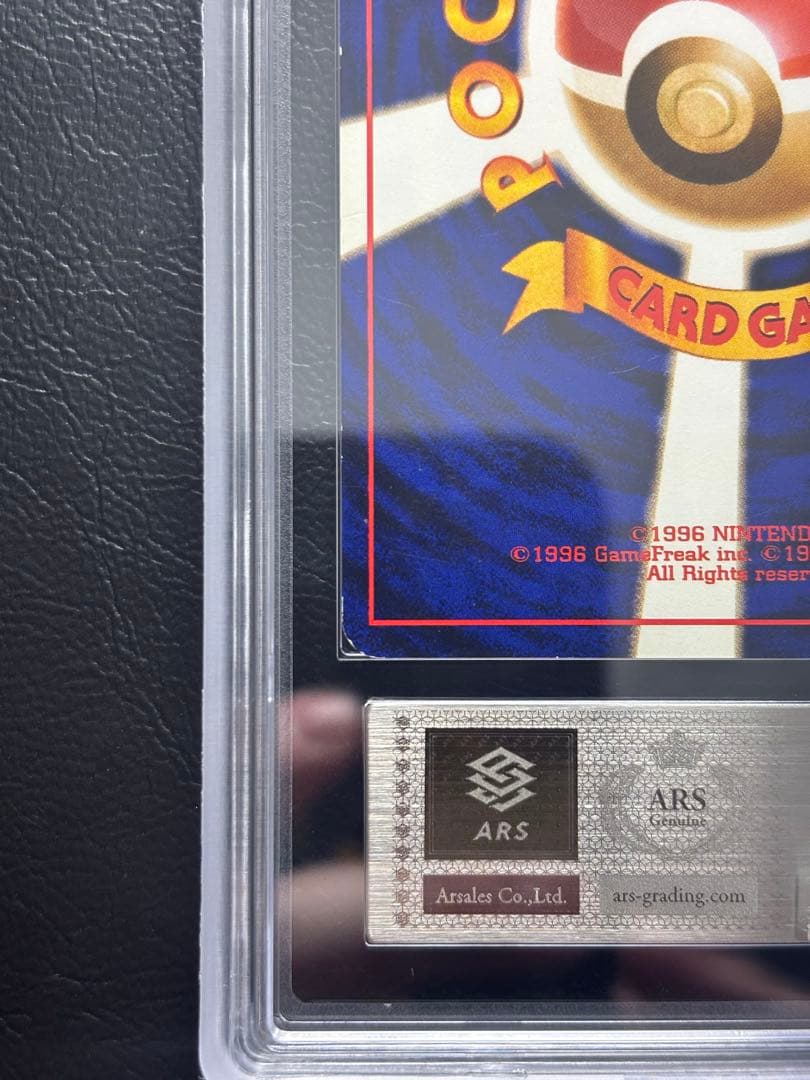 POC
CARD GA
©1996 NINTEND
©1996 GameFreak inc. ©19
All Rights reser
ARS
ARS
Genuine
Arsales Co.,Ltd.
ars-grading.com